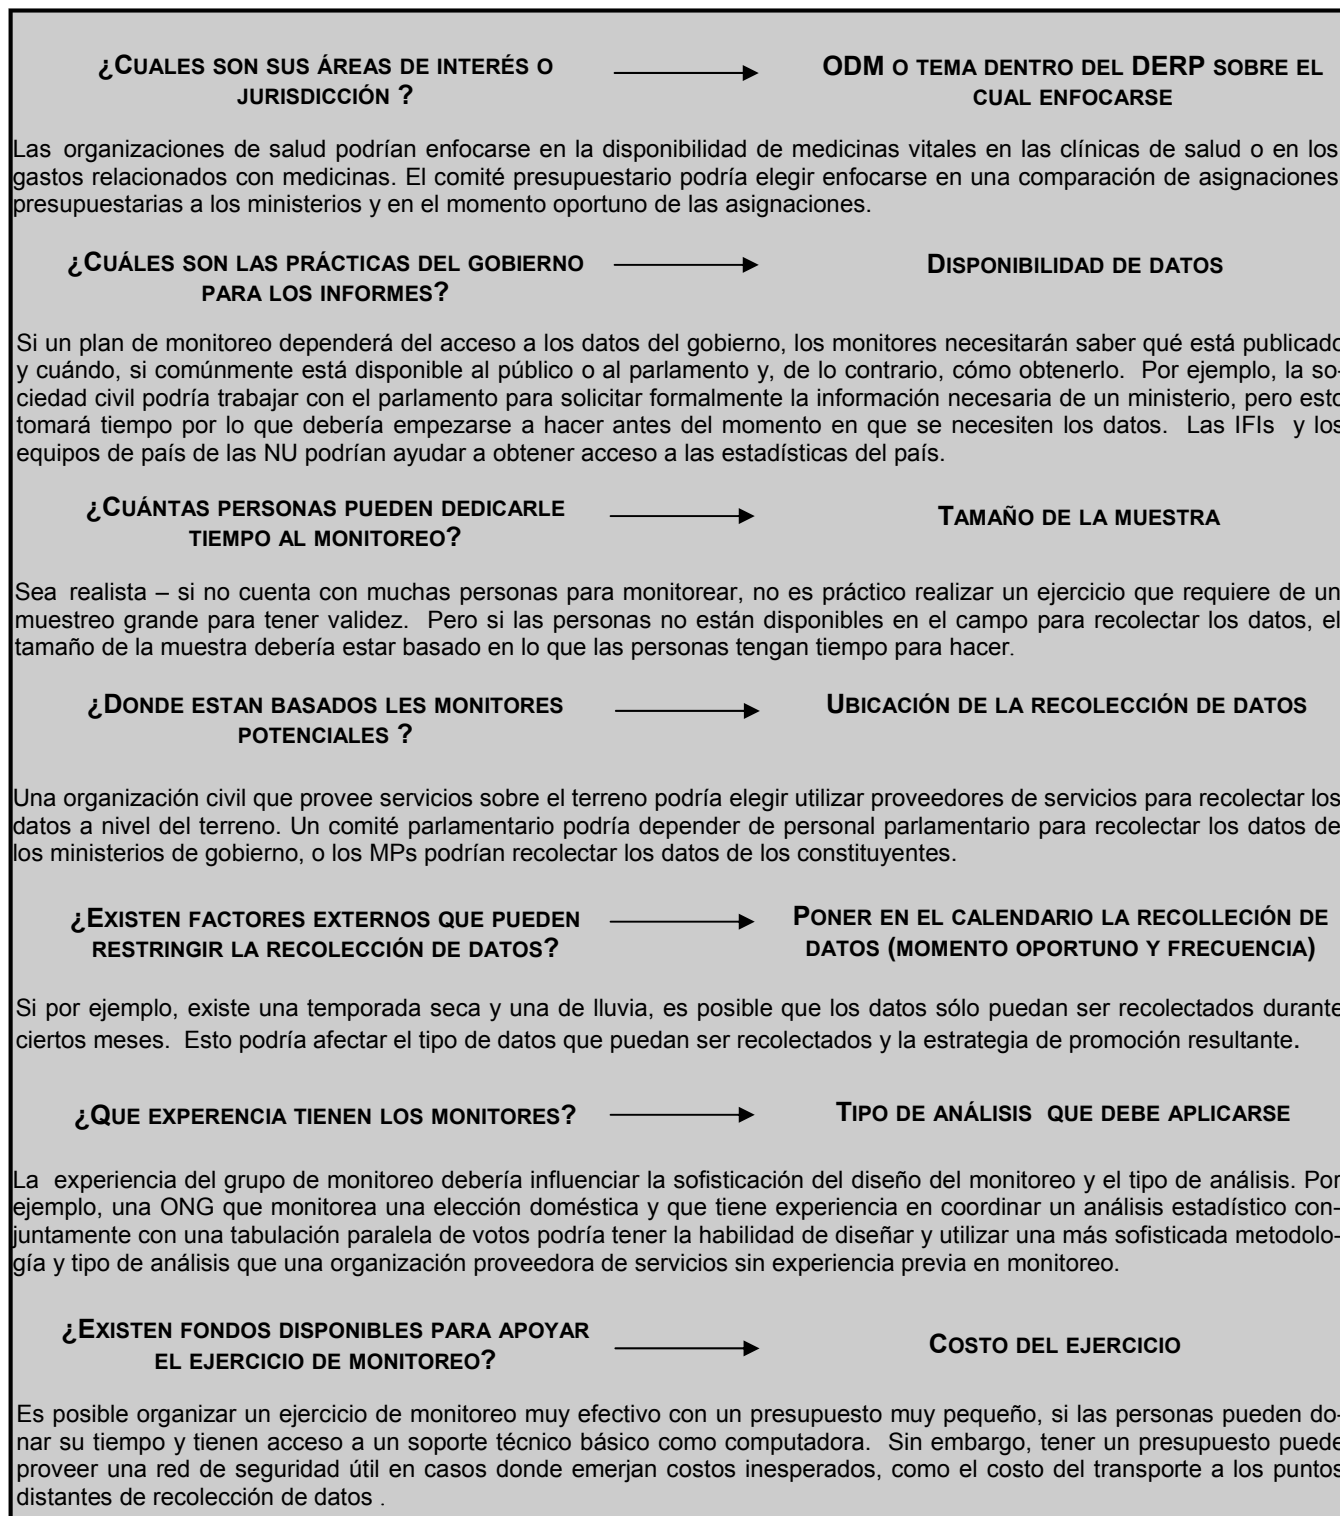 ¿CUALES SON SUS ÁREAS DE INTERÉS O JURISDICCIÓN ?
ODM O TEMA DENTRO DEL DERP SOBRE EL CUAL ENFOCARSE
Las organizaciones de salud podrían enfocarse en la disponibilidad de medicinas vitales en las clínicas de salud o en los
gastos relacionados con medicinas. El comité presupuestario podría elegir enfocarse en una comparación de asignaciones
presupuestarias a los ministerios y en el momento oportuno de las asignaciones.
¿CUÁLES SON LAS PRÁCTICAS DEL GOBIERNO
PARA LOS INFORMES?
DISPONIBILIDAD DE DATOS
Si un plan de monitoreo dependerá del acceso a los datos del gobierno, los monitores necesitarán saber qué está publicado
y cuándo, si comúnmente está disponible al público o al parlamento y, de lo contrario, cómo obtenerlo. Por ejemplo, la so-
ciedad civil podría trabajar con el parlamento para solicitar formalmente la información necesaria de un ministerio, pero esto
tomará tiempo por lo que debería empezarse a hacer antes del momento en que se necesiten los datos. Las IFIs y los
equipos de país de las NU podrían ayudar a obtener acceso a las estadísticas del país.
¿CUÁNTAS PERSONAS PUEDEN DEDICARLE
TIEMPO AL MONITOREO?
TAMAÑO DE LA MUESTRA
Sea realista – si no cuenta con muchas personas para monitorear, no es práctico realizar un ejercicio que requiere de un
muestreo grande para tener validez. Pero si las personas no están disponibles en el campo para recolectar los datos, el
tamaño de la muestra debería estar basado en lo que las personas tengan tiempo para hacer.
¿DONDE ESTAN BASADOS LES MONITORES
POTENCIALES ?
UBICACIÓN DE LA RECOLECCIÓN DE DATOS
Una organización civil que provee servicios sobre el terreno podría elegir utilizar proveedores de servicios para recolectar los
datos a nivel del terreno. Un comité parlamentario podría depender de personal parlamentario para recolectar los datos de
los ministerios de gobierno, o los MPs podrían recolectar los datos de los constituyentes.
¿EXISTEN FACTORES EXTERNOS QUE PUEDEN
RESTRINGIR LA RECOLECCIÓN DE DATOS?
PONER EN EL CALENDARIO LA RECOLLECIÓN DE
DATOS (MOMENTO OPORTUNO Y FRECUENCIA)
Si por ejemplo, existe una temporada seca y una de lluvia, es posible que los datos sólo puedan ser recolectados durante
ciertos meses. Esto podría afectar el tipo de datos que puedan ser recolectados y la estrategia de promoción resultante.
¿QUE EXPERENCIA TIENEN LOS MONITORES?
TIPO DE ANÁLISIS QUE DEBE APLICARSE
La experiencia del grupo de monitoreo debería influenciar la sofisticación del diseño del monitoreo y el tipo de análisis. Por
ejemplo, una ONG que monitorea una elección doméstica y que tiene experiencia en coordinar un análisis estadístico con-
juntamente con una tabulación paralela de votos podría tener la habilidad de diseñar y utilizar una más sofisticada metodolo-
gía y tipo de análisis que una organización proveedora de servicios sin experiencia previa en monitoreo.
¿EXISTEN FONDOS DISPONIBLES PARA APOYAR
EL EJERCICIO DE MONITOREO?
COSTO DEL EJERCICIO
Es posible organizar un ejercicio de monitoreo muy efectivo con un presupuesto muy pequeño, si las personas pueden do-
nar su tiempo y tienen acceso a un soporte técnico básico como computadora. Sin embargo, tener un presupuesto puede
proveer una red de seguridad útil en casos donde emerjan costos inesperados, como el costo del transporte a los puntos
distantes de recolección de datos .